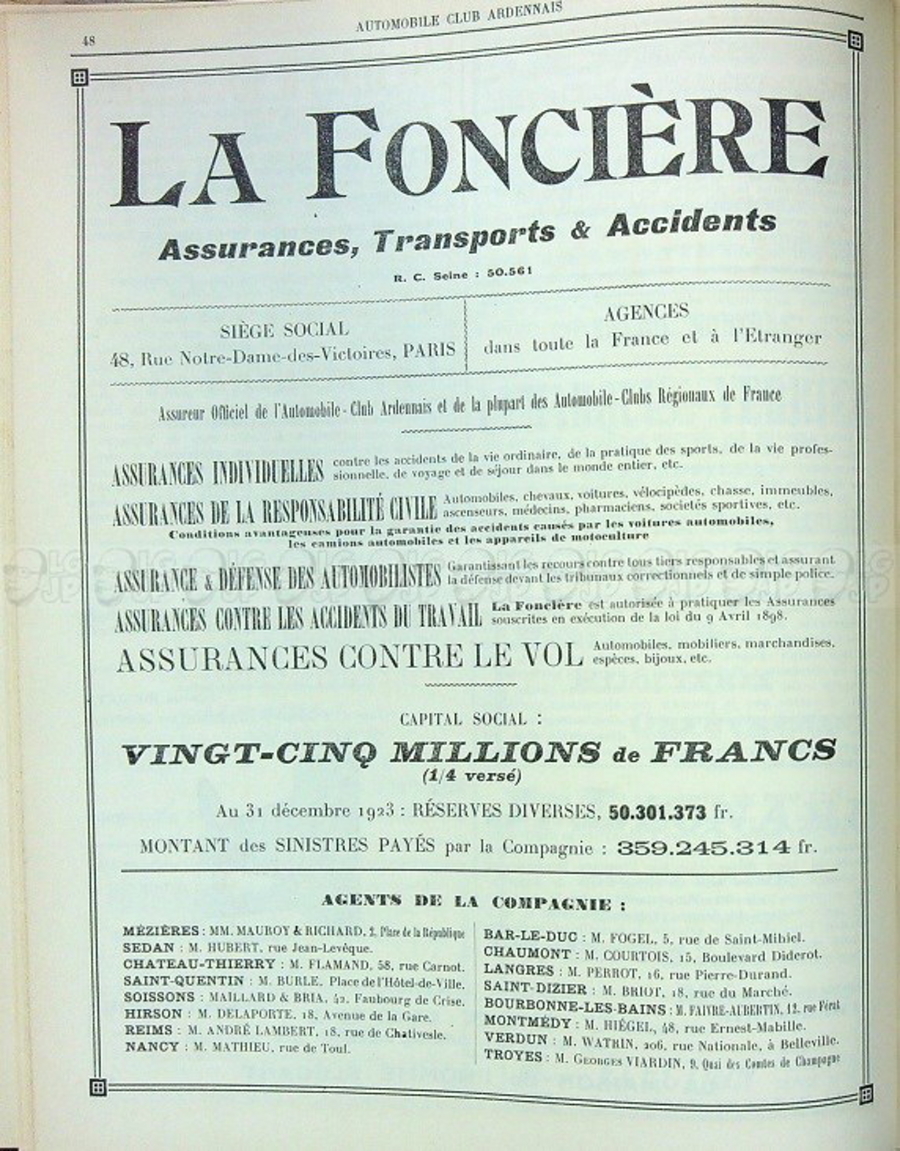 48
AUTOMOBILE CLUB ARDENNAIS
LA FONCIÈRE
Assurances, Transports & Accidents
R. C. Seine : 50.561
SIÈGE SOCIAL
48, Rue Notre-Dame-des-Victoires, PARIS
AGENCES
dans toute la France et à l'Etranger
Assureur Officiel de l'Automobile-Club Ardennais et de la plupart des Automobile-Clubs Régionaux de France
ASSURANCES INDIVIDUELLES contre les accidents de la vie ordinaire, de la pratique des sports, de la vie profes-
sionnelle, de voyage et de séjour dans le monde entier, etc.
ASSURANCES DE LA RESPONSABILITÉ CIVILE Automobiles, chevaux, voitures, vélocipèdes, chasse, immeubles,
ascenseurs, médecins, pharmaciens, societés sportives, etc.
Conditions avantageuses pour la garantie des accidents causés par les voitures automobiles,
les camions automobiles et les appareils de motoculture
ASSURANCE & DÉFENSE DES AUTOMOBILISTES Garantissant les recours contre tous tiers responsables et assurant
la défense devant les tribunaux correctionnels et de simple police.
ASSURANCES CONTRE LES ACCIDENTS DU TRAVAIL La Foncière est autorisée à pratiquer les Assurances
souscrites en exécution de la loi du 9 Avril 1898.
ASSURANCES CONTRE LE VOL Automobiles, mobiliers, marchandises,
espèces, bijoux, etc.
CAPITAL SOCIAL :
VINGT-CINQ MILLIONS de FRANCS
(1/4 versé)
Au 31 décembre 1923 : RÉSERVES DIVERSES, 50.301.373 fr.
MONTANT des SINISTRES PAYÉS par la Compagnie : 359.245.314 fr.
AGENTS DE LA COMPAGNIE :
MÉZIÈRES : MM. MAUROY & RICHARD, 2, Place de la République
SEDAN : M. HUBERT, rue Jean-Levêque.
CHATEAU-THIERRY : M. FLAMAND, 58, rue Carnot.
SAINT-QUENTIN : M. BURLE, Place de l'Hôtel-de-Ville.
SOISSONS : MAILLARD & BRIA, 42, Faubourg de Crise.
HIRSON : M. DELAPORTE, 18, Avenue de la Gare.
REIMS : M. ANDRÉ LAMBERT, 18, rue de Chativesle.
NANCY : M. MATHIEU, rue de Toul.
BAR-LE-DUC : M. FOGEL, 5, rue de Saint-Mihiel.
CHAUMONT : M. COURTOIS, 15, Boulevard Diderot.
LANGRES : M. PERROT, 16, rue Pierre-Durand.
SAINT-DIZIER : M. BRIOT, 18, rue du Marché.
BOURBONNE-LES-BAINS : M. FAIVRE-AUBERTIN, 12, rue Férat
MONTMÉDY : M. HIÉGEL, 48, rue Ernest-Mabille.
VERDUN : M. WATRIN, 206, rue Nationale, à Belleville.
TROYES : M. GEORGES VIARDIN, 9, Quai des Comtes de Champagne